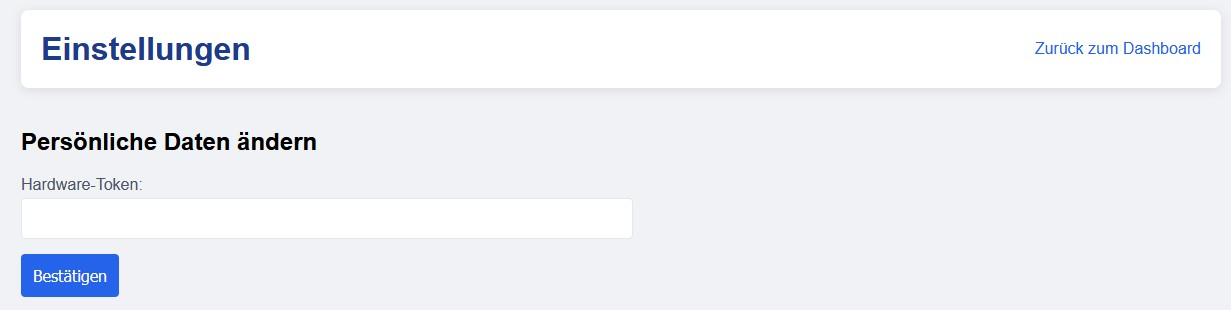 Einstellungen
Zurück zum Dashboard
Persönliche Daten ändern
Hardware-Token:
Bestätigen